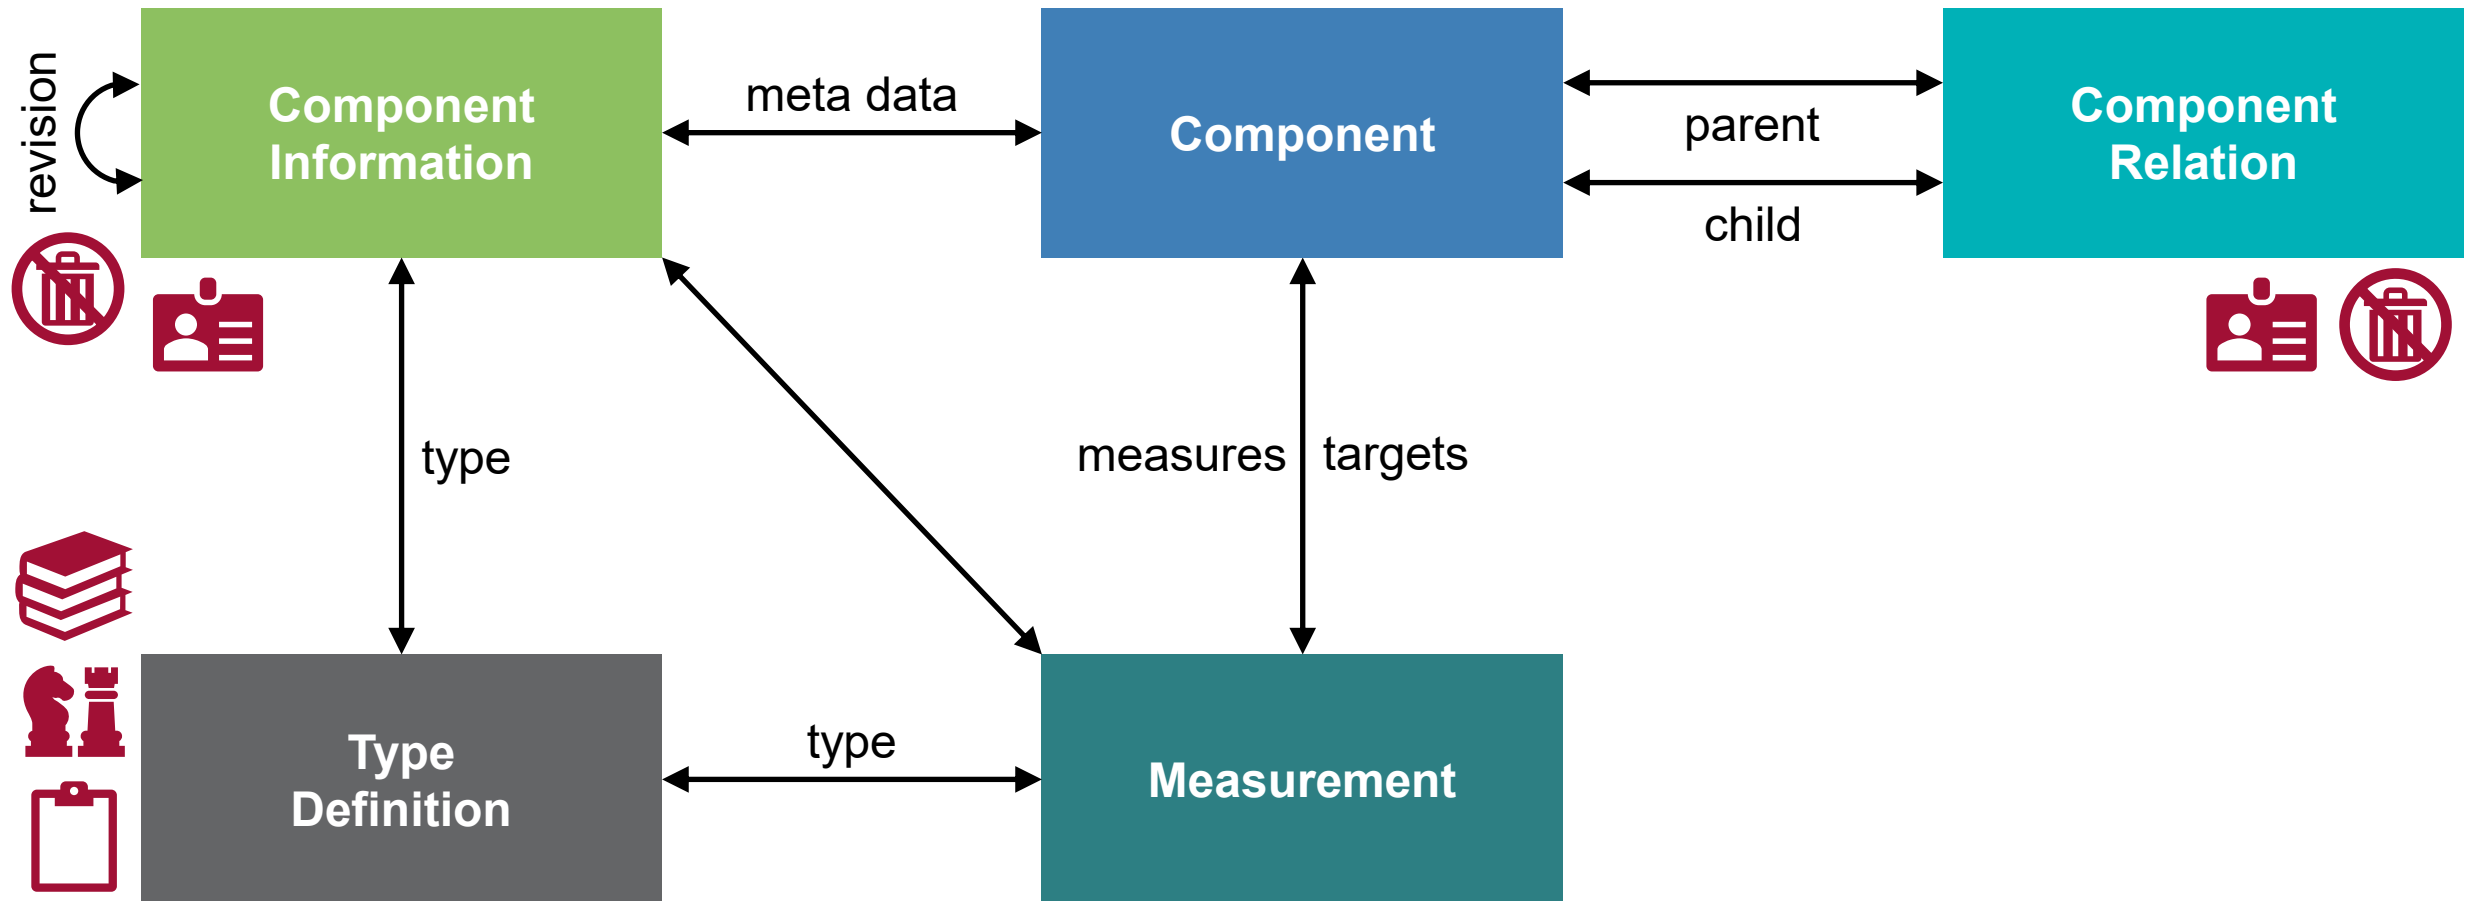 revision
Component
Information
meta data
Component
parent
child
Component
Relation
type
measures
targets
Type
Definition
type
Measurement